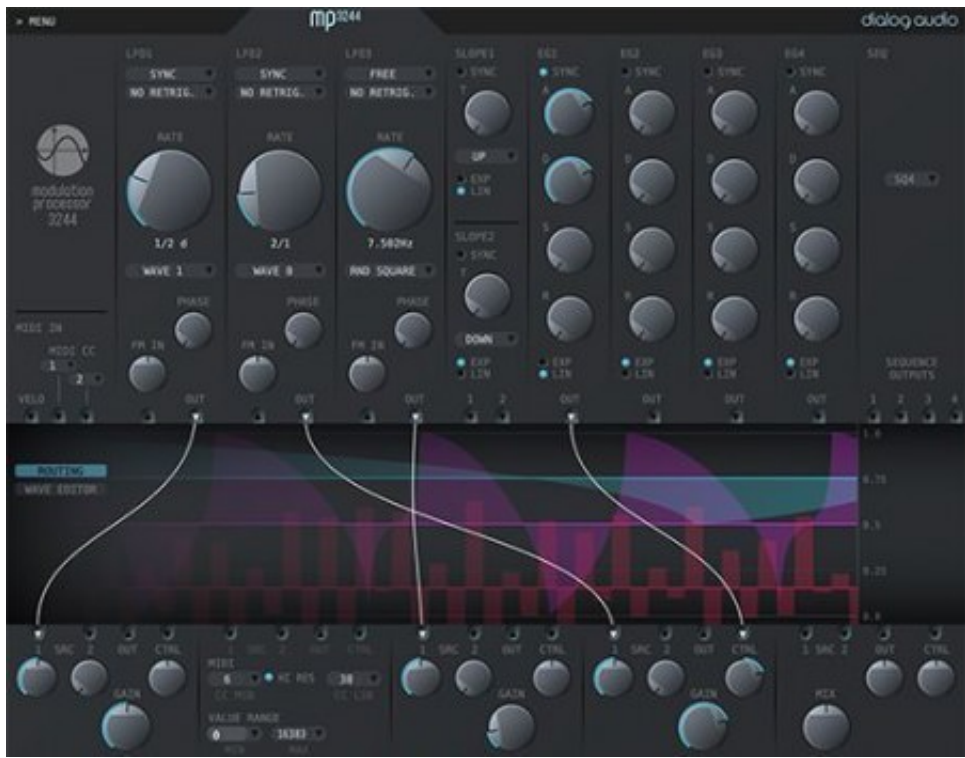 > MENU
mp3244
dialog audio
LFO1
LFO2
LFO3
SLOPE1
EG1
EG2
EG3
EG4
SEQ
SYNC
SYNC
FREE
SYNC
SYNC
SYNC
SYNC
SYNC
NO RETRIG.
NO RETRIG.
NO RETRIG.
T
A
A
A
A
RATE
RATE
RATE
UP
D
D
D
D
EXP
LIN
SQ4
modulation
processor
3244
1/2 d
2/1
7.502Hz
SLOPE2
SYNC
S
S
S
S
WAVE 1
WAVE 8
RND SQUARE
T
PHASE
PHASE
PHASE
R
R
R
R
MIDI IN
MIDI CC
1
2
FM IN
FM IN
FM IN
DOWN
EXP
LIN
EXP
LIN
EXP
LIN
EXP
LIN
EXP
LIN
SEQUENCE
OUTPUTS
VELO
OUT
OUT
OUT
1
2
OUT
OUT
OUT
OUT
1
2
3
4
1.0
ROUTING
WAVE EDITOR
0.75
0.5
0.25
0.0
1 SRC 2 OUT CTRL
1 SRC 2 OUT CTRL
1 SRC 2 OUT CTRL
1 SRC 2 OUT CTRL
1 SRC 2 OUT CTRL
MIDI
6
HI RES
38
CC MSB
CC LSB
GAIN
GAIN
GAIN
MIX
VALUE RANGE
0
16383
MIN
MAX